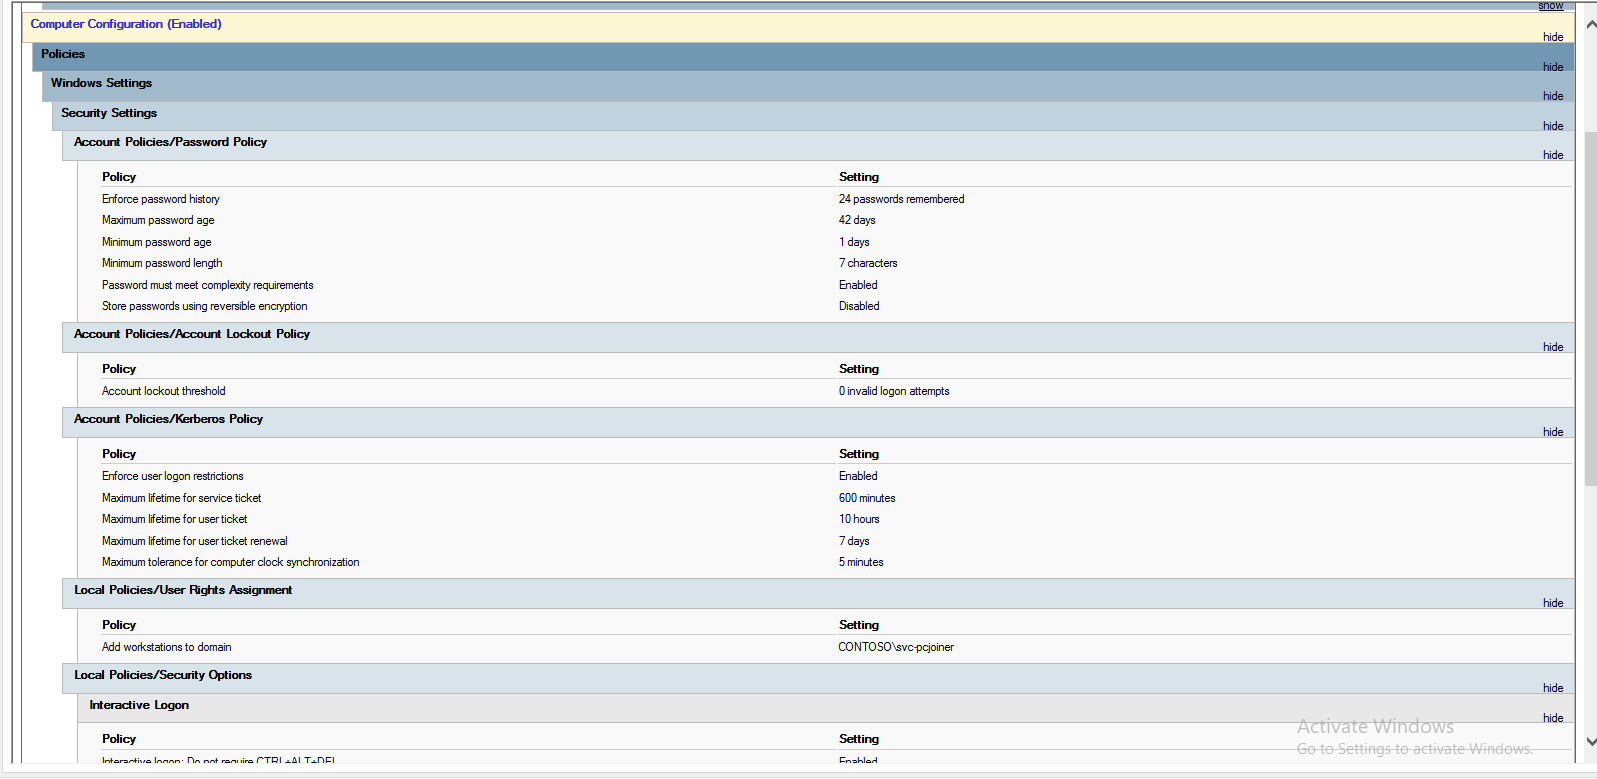 show
Computer Configuration (Enabled)
hide
Policies
hide
Windows Settings
hide
Security Settings
hide
Account Policies/Password Policy
hide
Policy Setting
Enforce password history 24 passwords remembered
Maximum password age 42 days
Minimum password age 1 days
Minimum password length 7 characters
Password must meet complexity requirements Enabled
Store passwords using reversible encryption Disabled
Account Policies/Account Lockout Policy
hide
Policy Setting
Account lockout threshold 0 invalid logon attempts
Account Policies/Kerberos Policy
hide
Policy Setting
Enforce user logon restrictions Enabled
Maximum lifetime for service ticket 600 minutes
Maximum lifetime for user ticket 10 hours
Maximum lifetime for user ticket renewal 7 days
Maximum tolerance for computer clock synchronization 5 minutes
Local Policies/User Rights Assignment
hide
Policy Setting
Add workstations to domain CONTOSO\svc-pcjoiner
Local Policies/Security Options
hide
Interactive Logon
hide
Policy Setting
Interactive logon: Do not require CTRL+ALT+DEL Enabled
Activate Windows
Go to Settings to activate Windows.